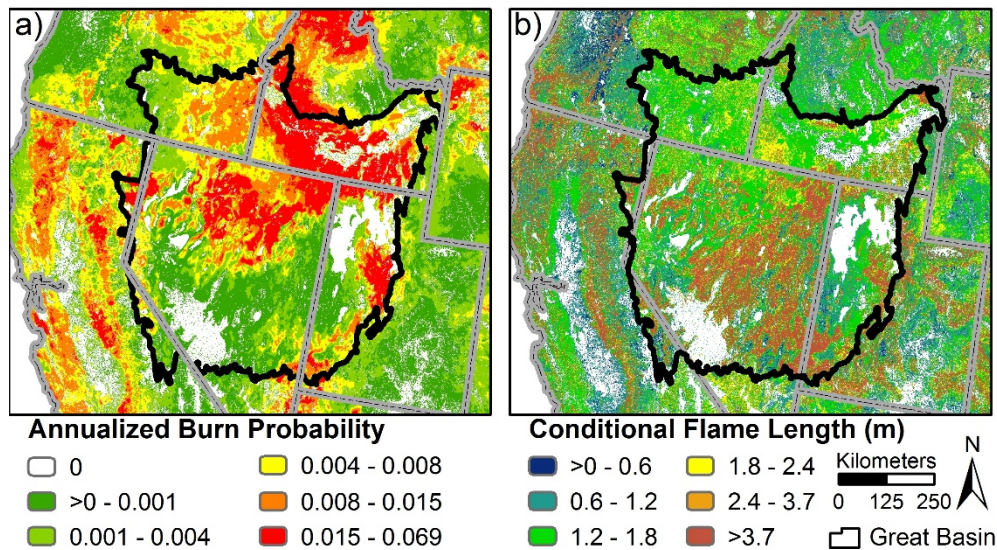 a)
b)
Annualized Burn Probability
0
>0 - 0.001
0.001 - 0.004
0.004 - 0.008
0.008 - 0.015
0.015 - 0.069
Conditional Flame Length (m)
>0 - 0.6
0.6 - 1.2
1.2 - 1.8
1.8 - 2.4
2.4 - 3.7
>3.7
Kilometers
0 125 250
N
Great Basin